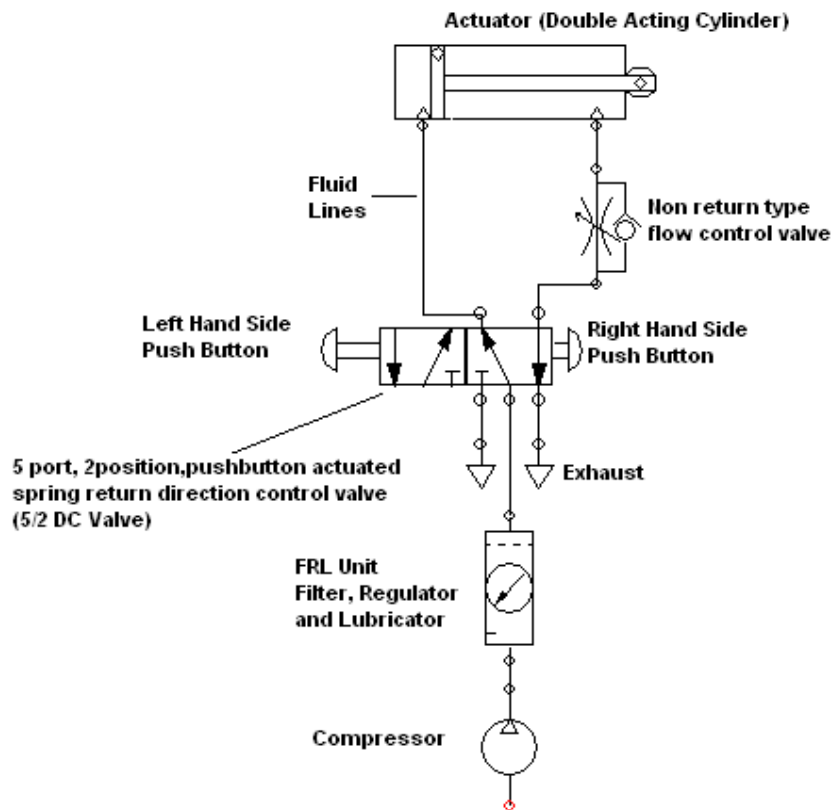 Actuator (Double Acting Cylinder)
Fluid
Lines
Non return type
flow control valve
Left Hand Side
Push Button
Right Hand Side
Push Button
5 port, 2position,pushbutton actuated
spring return direction control valve
(5/2 DC Valve)
Exhaust
FRL Unit
Filter, Regulator
and Lubricator
Compressor